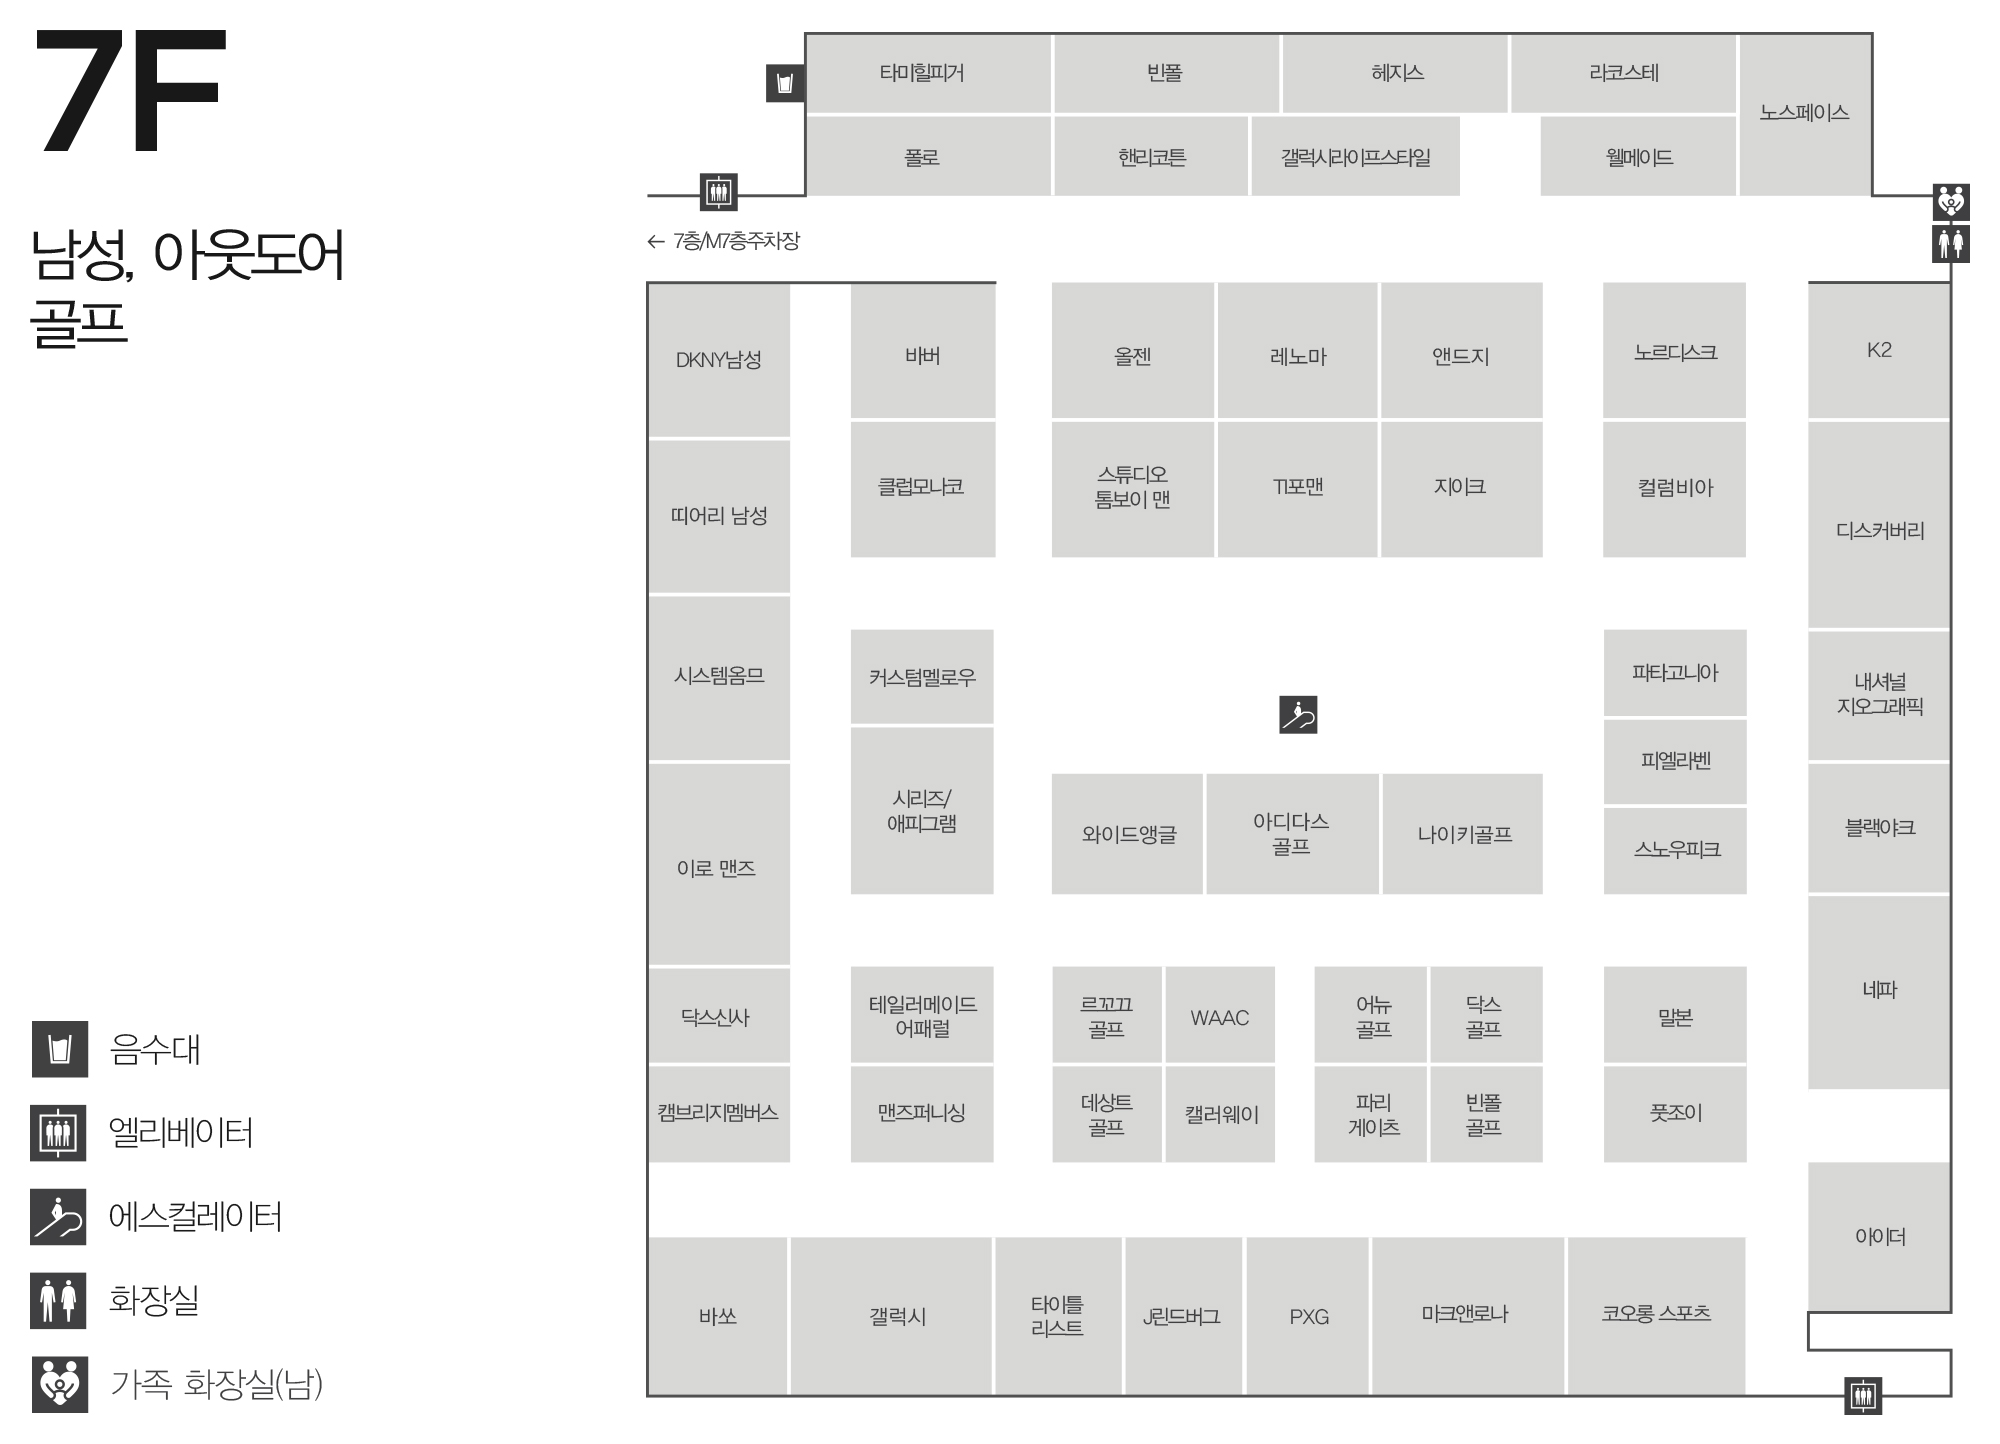 7F
남성, 아웃도어
골프
음수대
엘리베이터
에스컬레이터
화장실
가족 화장실(남)
타미힐피거
빈폴
헤지스
라코스테
노스페이스
폴로
핸리코튼
갤럭시라이프스타일
웰메이드
← 7층/M7층주차장
DKNY남성
바버
올젠
레노마
앤드지
노르디스크
K2
클럽모나코
스튜디오
톰보이 맨
TI포맨
지이크
컬럼비아
띠어리 남성
디스커버리
시스템옴므
커스텀멜로우
파타고니아
내셔널
지오그래픽
피엘라벤
시리즈/
애피그램
와이드앵글
아디다스
골프
나이키골프
스노우피크
블랙야크
이로 맨즈
네파
닥스신사
테일러메이드
어패럴
르꼬끄
골프
WAAC
어뉴
골프
닥스
골프
말본
캠브리지멤버스
맨즈퍼니싱
데상트
골프
캘러웨이
파리
게이츠
빈폴
골프
풋조이
아이더
바쏘
갤럭시
타이틀
리스트
J린드버그
PXG
마크앤로나
코오롱 스포츠